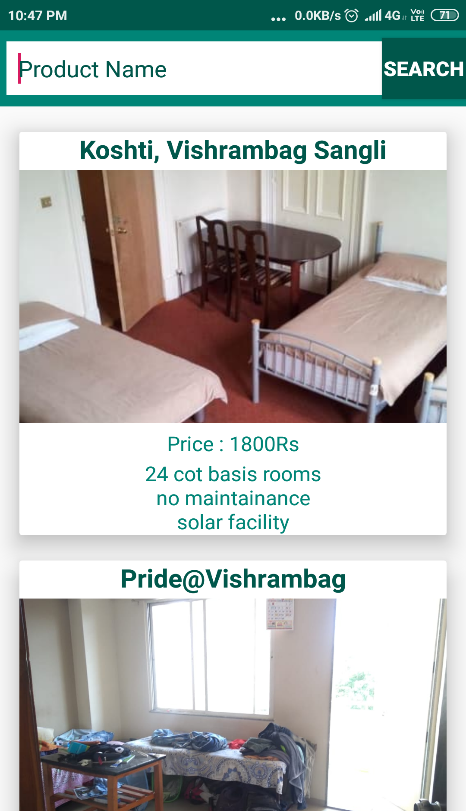 10:47 PM
... 0.0KB/s 4G Vo) LTE 71
Product Name
SEARCH
Koshti, Vishrambag Sangli
Price : 1800Rs
24 cot basis rooms
no maintainance
solar facility
Pride@Vishrambag